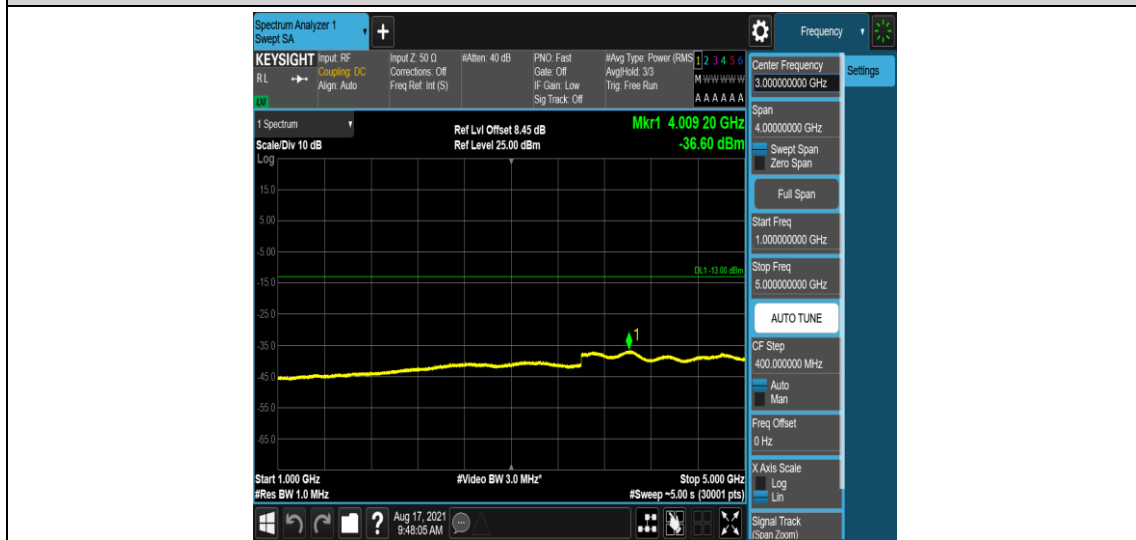 Spectrum Analyzer 1
Swept SA
+
Frequency
KEYSIGHT
RL
LXI
Input: RF
Coupling: DC
Align: Auto
Input Z: 50 Ω
Corrections: Off
Freq Ref: Int (S)
#Atten: 40 dB
PNO: Fast
Gate: Off
IF Gain: Low
Sig Track: Off
#Avg Type: Power (RMS
Avg|Hold: 3/3
Trig: Free Run
1 2 3 4 5 6
M W W W W W
A A A A A A
1 Spectrum
Scale/Div 10 dB
Log
Ref Lvl Offset 8.45 dB
Ref Level 25.00 dBm
Mkr1 4.009 20 GHz
-36.60 dBm
15.0
5.00
-5.00
DL1 -13.00 dBm
-15.0
-25.0
1
-35.0
-45.0
-55.0
-65.0
Start 1.000 GHz
#Res BW 1.0 MHz
#Video BW 3.0 MHz*
Stop 5.000 GHz
#Sweep ~5.00 s (30001 pts)
Center Frequency
3.000000000 GHz
Settings
Span
4.00000000 GHz
Swept Span
Zero Span
Full Span
Start Freq
1.000000000 GHz
Stop Freq
5.000000000 GHz
AUTO TUNE
CF Step
400.000000 MHz
Auto
Man
Freq Offset
0 Hz
X Axis Scale
Log
Lin
Signal Track
(Span Zoom)
?
Aug 17, 2021
9:48:05 AM